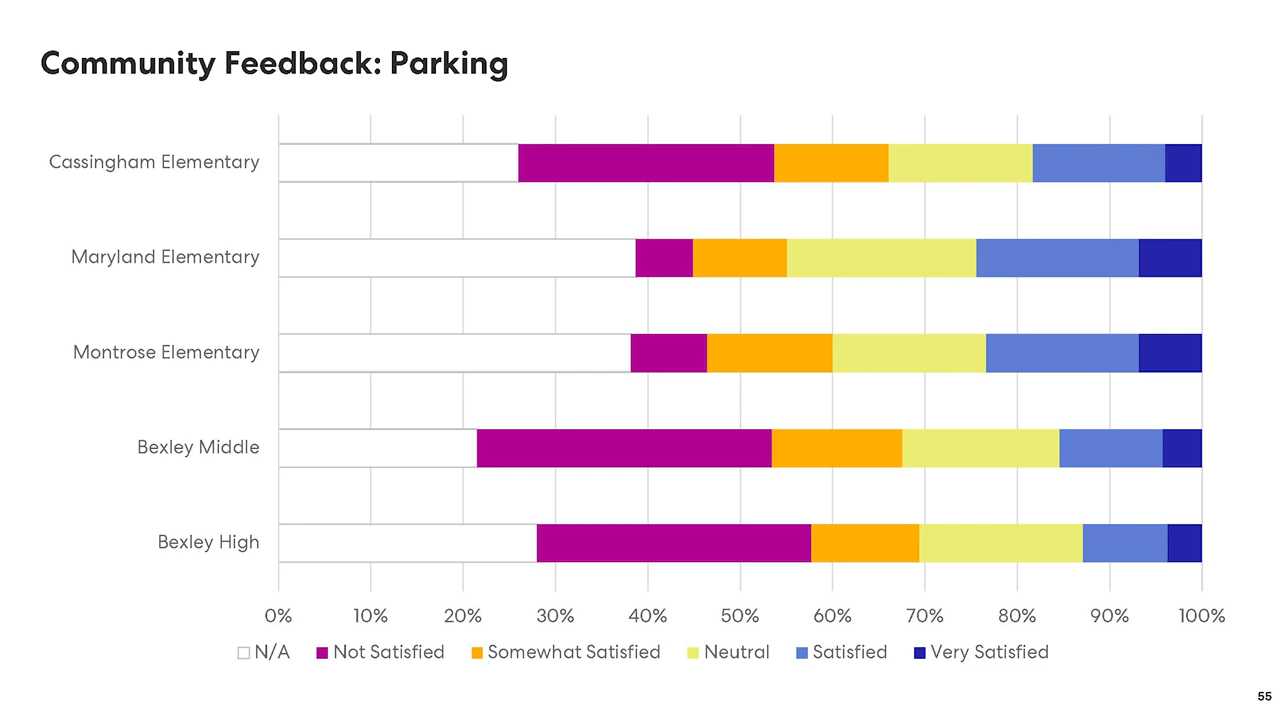 Community Feedback: Parking
Cassingham Elementary
Maryland Elementary
Montrose Elementary
Bexley Middle
Bexley High
0% 10% 20% 30% 40% 50% 60% 70% 80% 90% 100%
N/A Not Satisfied Somewhat Satisfied Neutral Satisfied Very Satisfied
55